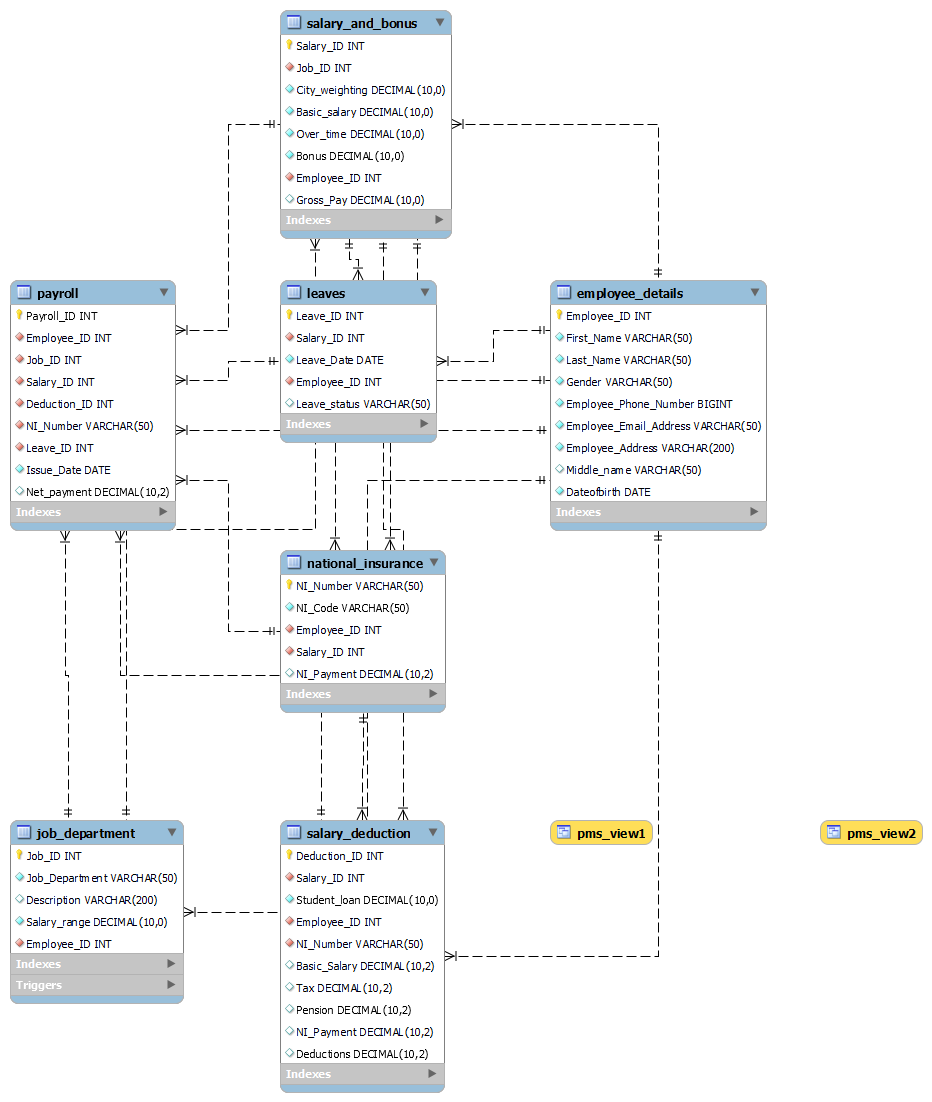 salary_and_bonus
Salary_ID INT
Job_ID INT
City_weighting DECIMAL(10,0)
Basic_salary DECIMAL(10,0)
Over_time DECIMAL(10,0)
Bonus DECIMAL(10,0)
Employee_ID INT
Gross_Pay DECIMAL(10,0)
Indexes
payroll
Payroll_ID INT
Employee_ID INT
Job_ID INT
Salary_ID INT
Deduction_ID INT
NI_Number VARCHAR(50)
Leave_ID INT
Issue_Date DATE
Net_payment DECIMAL(10,2)
Indexes
leaves
Leave_ID INT
Salary_ID INT
Leave_Date DATE
Employee_ID INT
Leave_status VARCHAR(50)
Indexes
employee_details
Employee_ID INT
First_Name VARCHAR(50)
Last_Name VARCHAR(50)
Gender VARCHAR(50)
Employee_Phone_Number BIGINT
Employee_Email_Address VARCHAR(50)
Employee_Address VARCHAR(200)
Middle_name VARCHAR(50)
Dateofbirth DATE
Indexes
national_insurance
NI_Number VARCHAR(50)
NI_Code VARCHAR(50)
Employee_ID INT
Salary_ID INT
NI_Payment DECIMAL(10,2)
Indexes
job_department
Job_ID INT
Job_Department VARCHAR(50)
Description VARCHAR(200)
Salary_range DECIMAL(10,0)
Employee_ID INT
Indexes
Triggers
salary_deduction
Deduction_ID INT
Salary_ID INT
Student_loan DECIMAL(10,0)
Employee_ID INT
NI_Number VARCHAR(50)
Basic_Salary DECIMAL(10,2)
Tax DECIMAL(10,2)
Pension DECIMAL(10,2)
NI_Payment DECIMAL(10,2)
Deductions DECIMAL(10,2)
Indexes
pms_view1
pms_view2